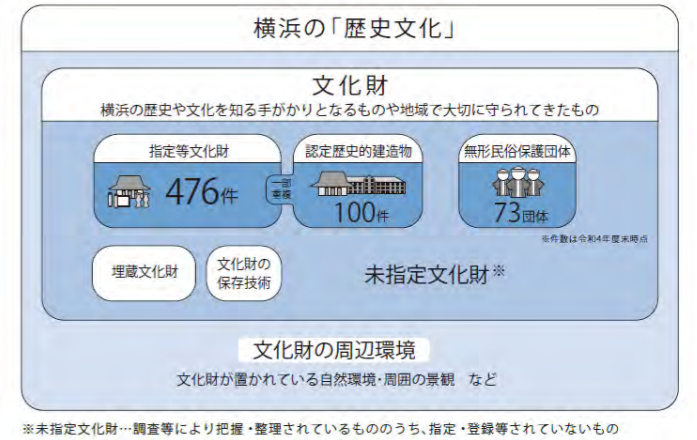 横浜の「歴史文化」
文化財
横浜の歴史や文化を知る手がかりとなるものや地域で大切に守られてきたもの
指定等文化財
476件
一部
重複
認定歴史的建造物
100件
無形民俗保護団体
73団体
※件数は令和4年度末時点
埋蔵文化財
文化財の
保存技術
未指定文化財※
文化財の周辺環境
文化財が置かれている自然環境・周囲の景観 など
※未指定文化財…調査等により把握・整理されているもののうち、指定・登録等されていないもの